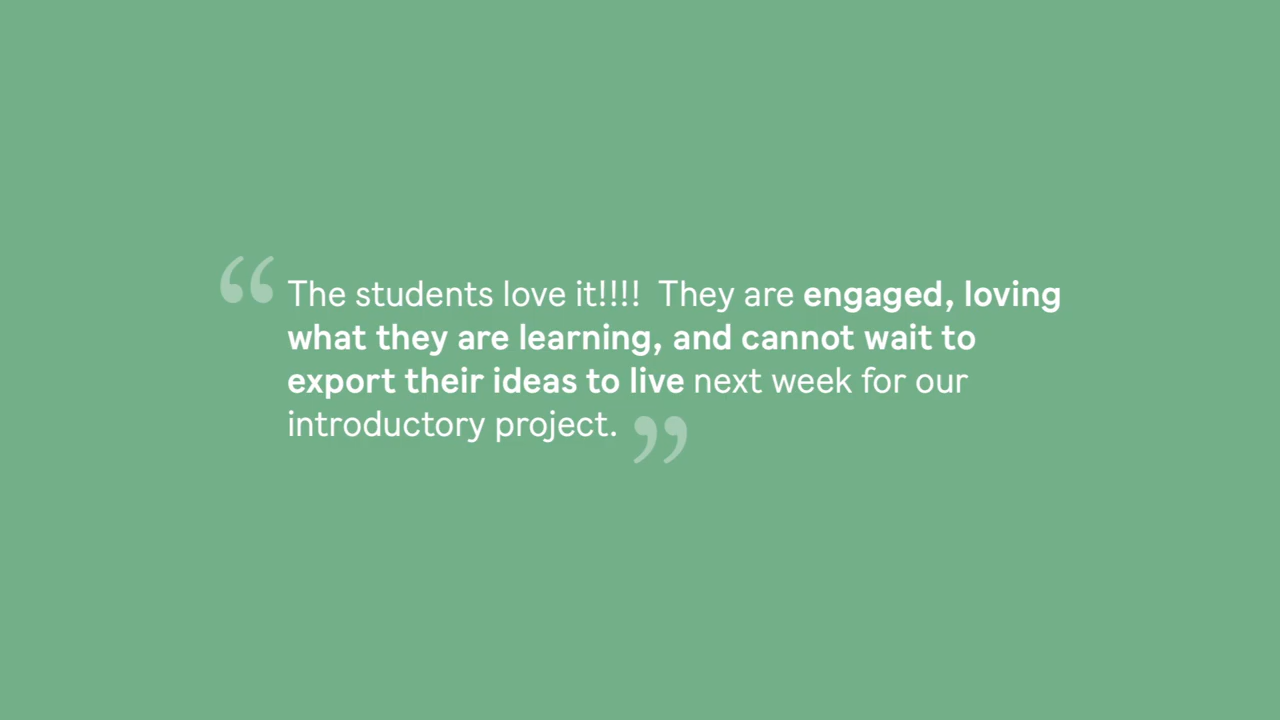 “The students love it!!!!  They are engaged, loving
what they are learning, and cannot wait to
export their ideas to live next week for our
introductory project.”